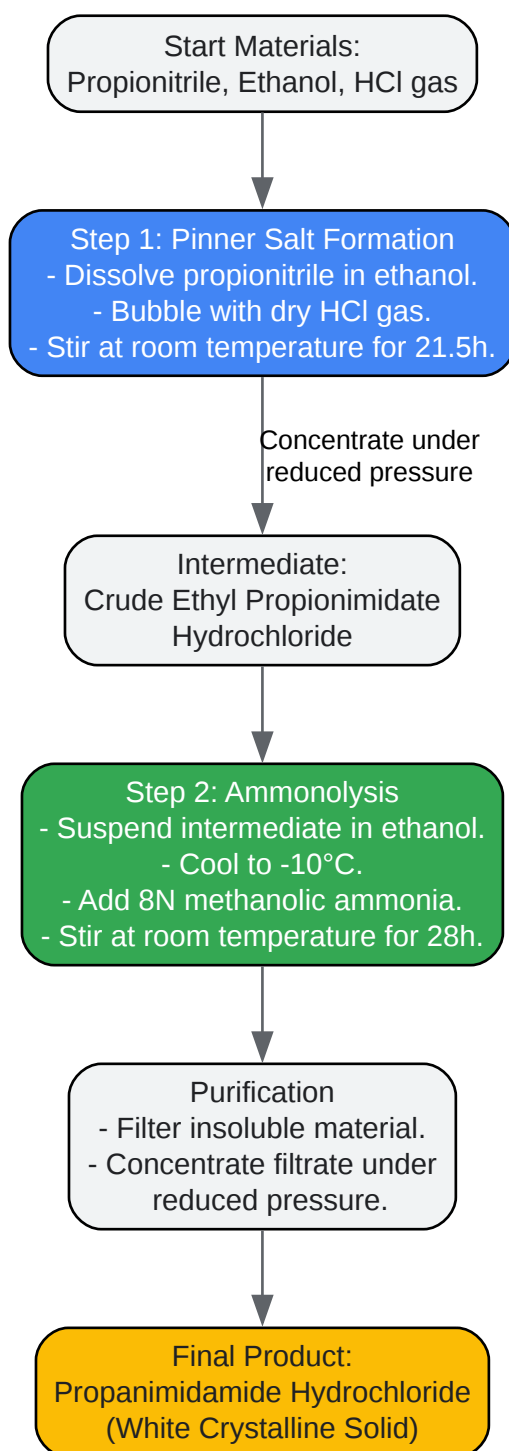 Start Materials:
Propionitrile, Ethanol, HCl gas
Step 1: Pinner Salt Formation
- Dissolve propionitrile in ethanol.
- Bubble with dry HCl gas.
- Stir at room temperature for 21.5h.
Concentrate under
reduced pressure
Intermediate:
Crude Ethyl Propionimidate
Hydrochloride
Step 2: Ammonolysis
- Suspend intermediate in ethanol.
- Cool to -10°C.
- Add 8N methanolic ammonia.
- Stir at room temperature for 28h.
Purification
- Filter insoluble material.
- Concentrate filtrate under
reduced pressure.
Final Product:
Propanimidamide Hydrochloride
(White Crystalline Solid)